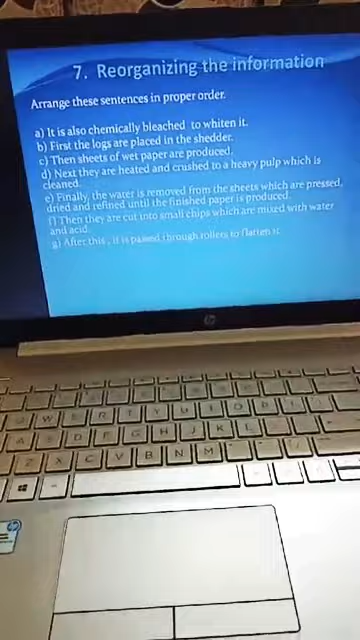 7. Reorganizing the information
Arrange these sentences in proper order.
a) It is also chemically bleached to whiten it.
b) First the logs are placed in the shedder.
c) Then sheets of wet paper are produced.
d) Next they are heated and crushed to a heavy pulp which is
cleaned.
e) Finally, the water is removed from the sheets which are pressed,
dried and refined until the finished paper is produced.
f) Then they are cut into small chips which are mixed with water
and acid.
g) After this , it is passed through rollers to flatten it
hp
W E R T Y U I O P
A S D F G H J K L
Z X C V B N M
hp